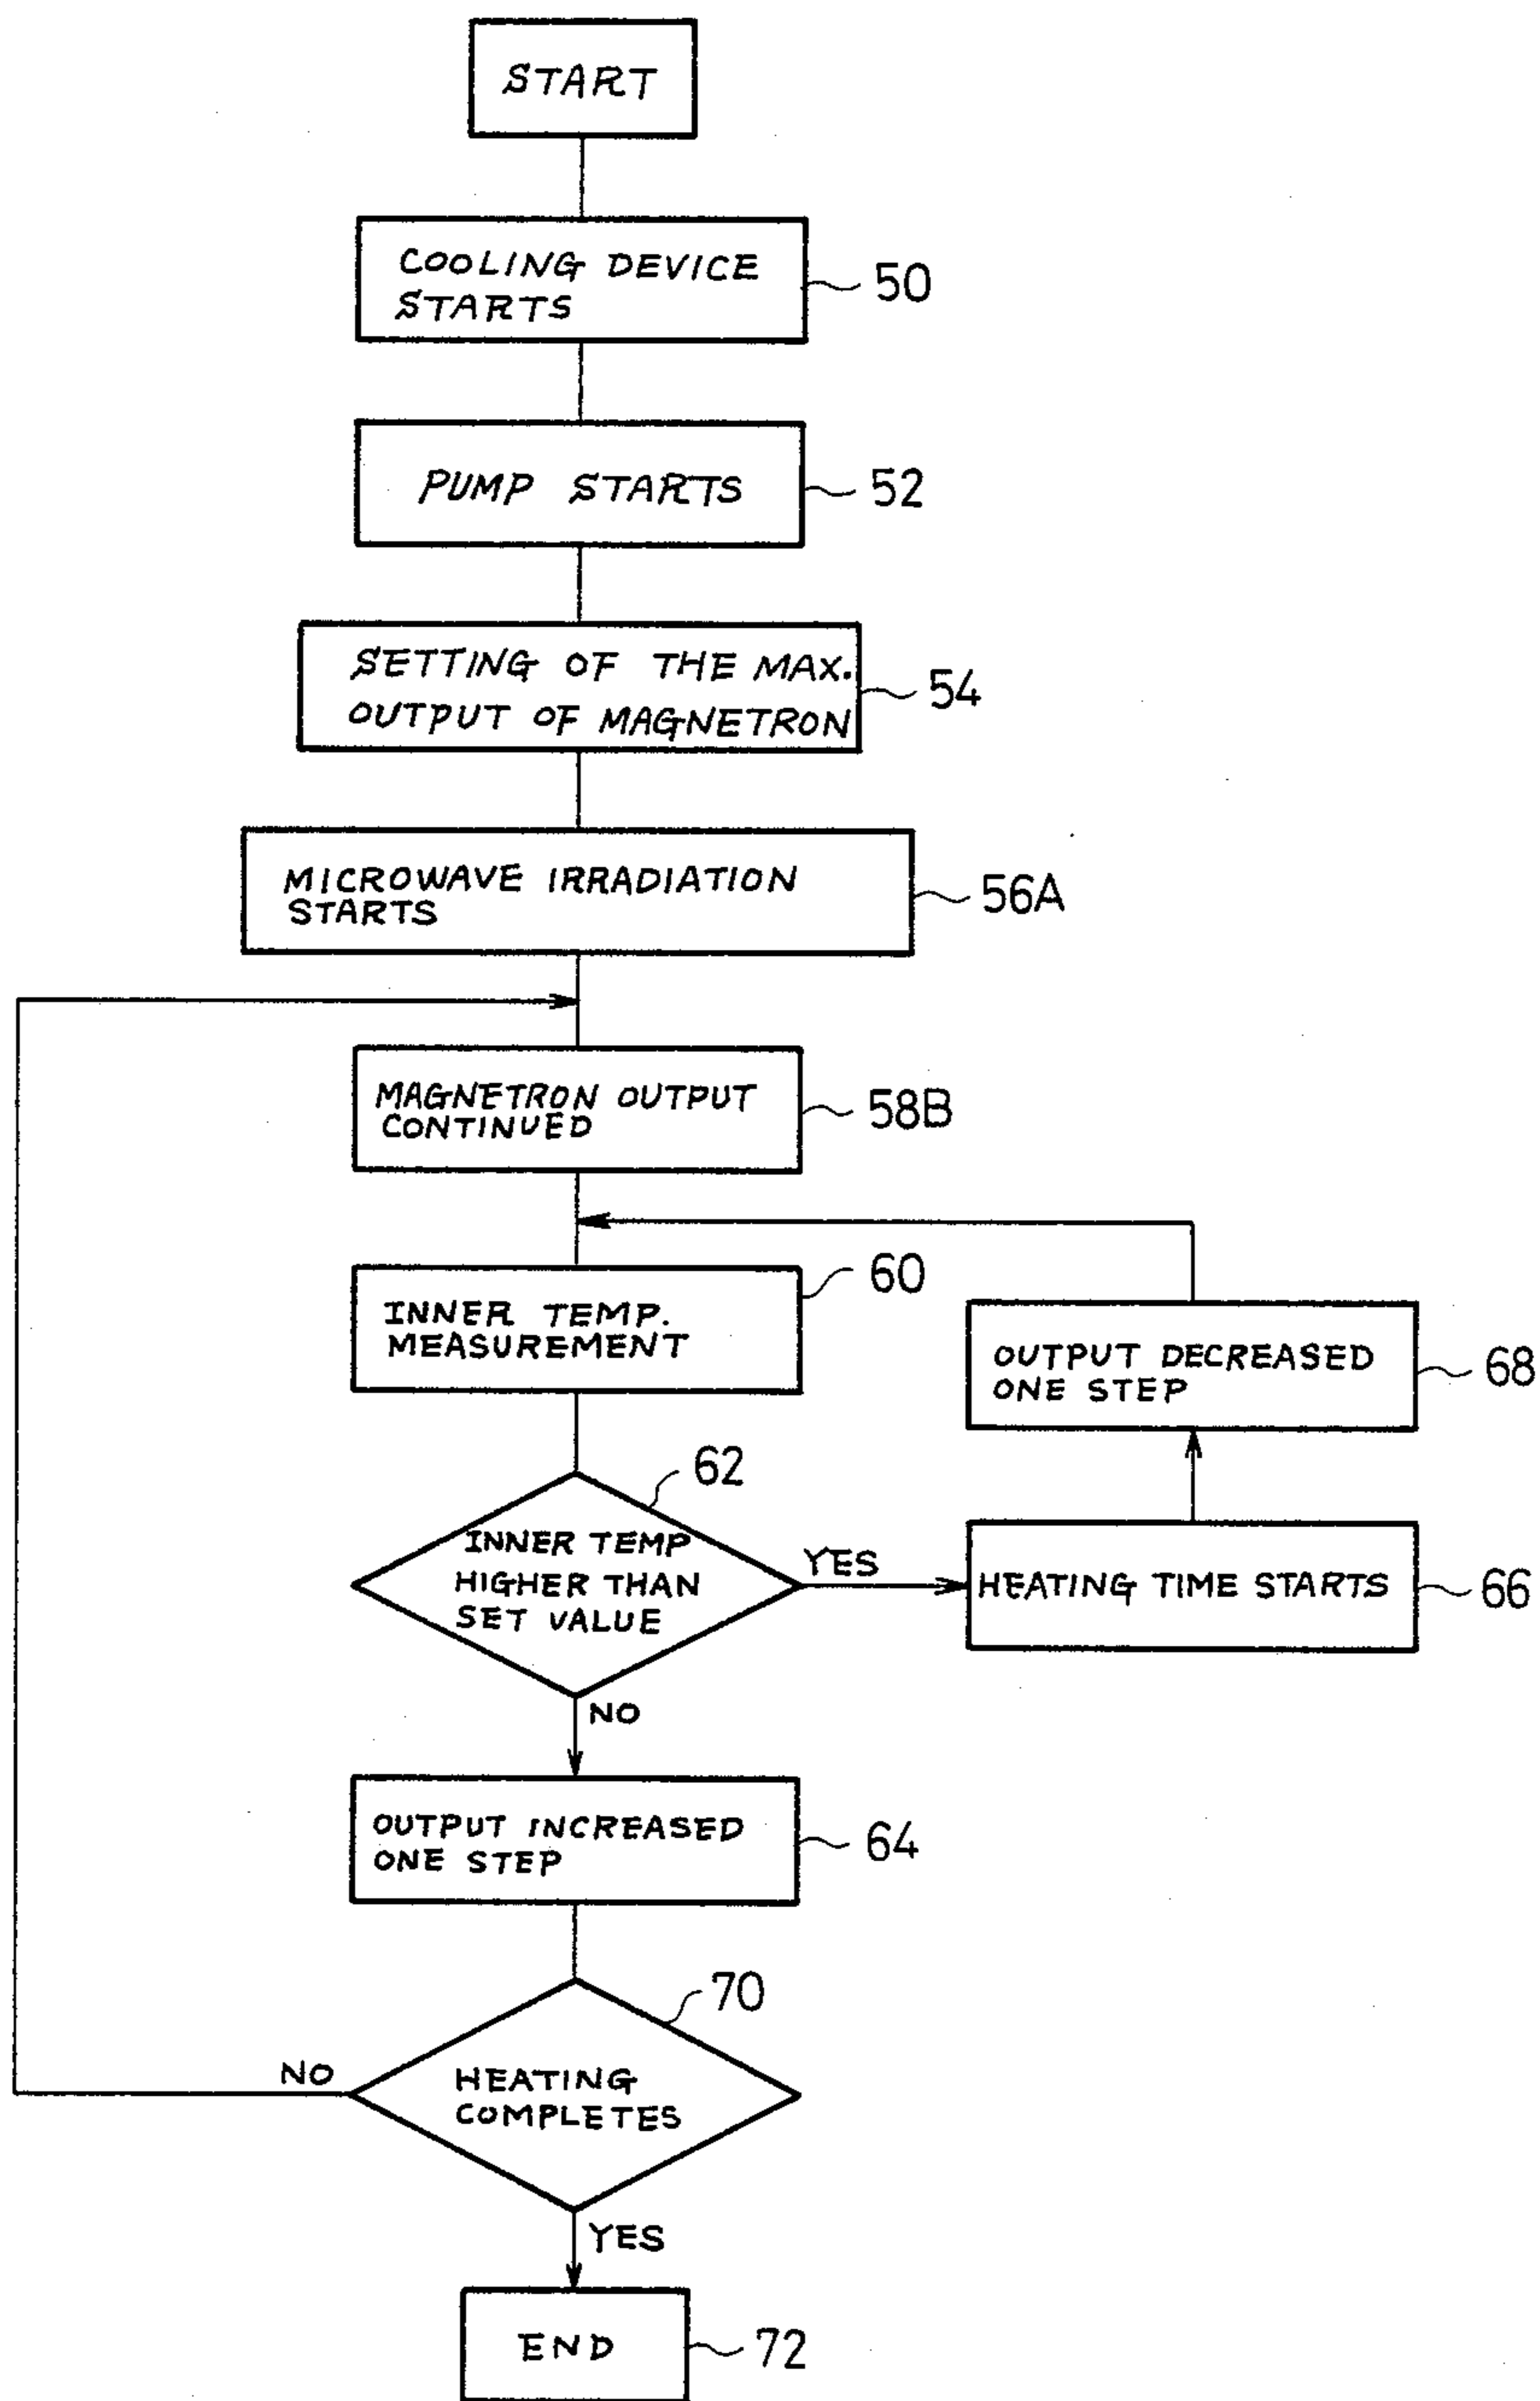 START
COOLING DEVICE
STARTS
50
PUMP STARTS
52
SETTING OF THE MAX.
OUTPUT OF MAGNETRON
54
MICROWAVE IRRADIATION
STARTS
56A
MAGNETRON OUTPUT
CONTINUED
58B
INNER TEMP.
MEASUREMENT
60
OUTPUT DECREASED
ONE STEP
68
62
INNER TEMP
HIGHER THAN
SET VALUE
YES
HEATING TIME STARTS
66
NO
OUTPUT INCREASED
ONE STEP
64
70
HEATING
COMPLETES
NO
YES
END
72